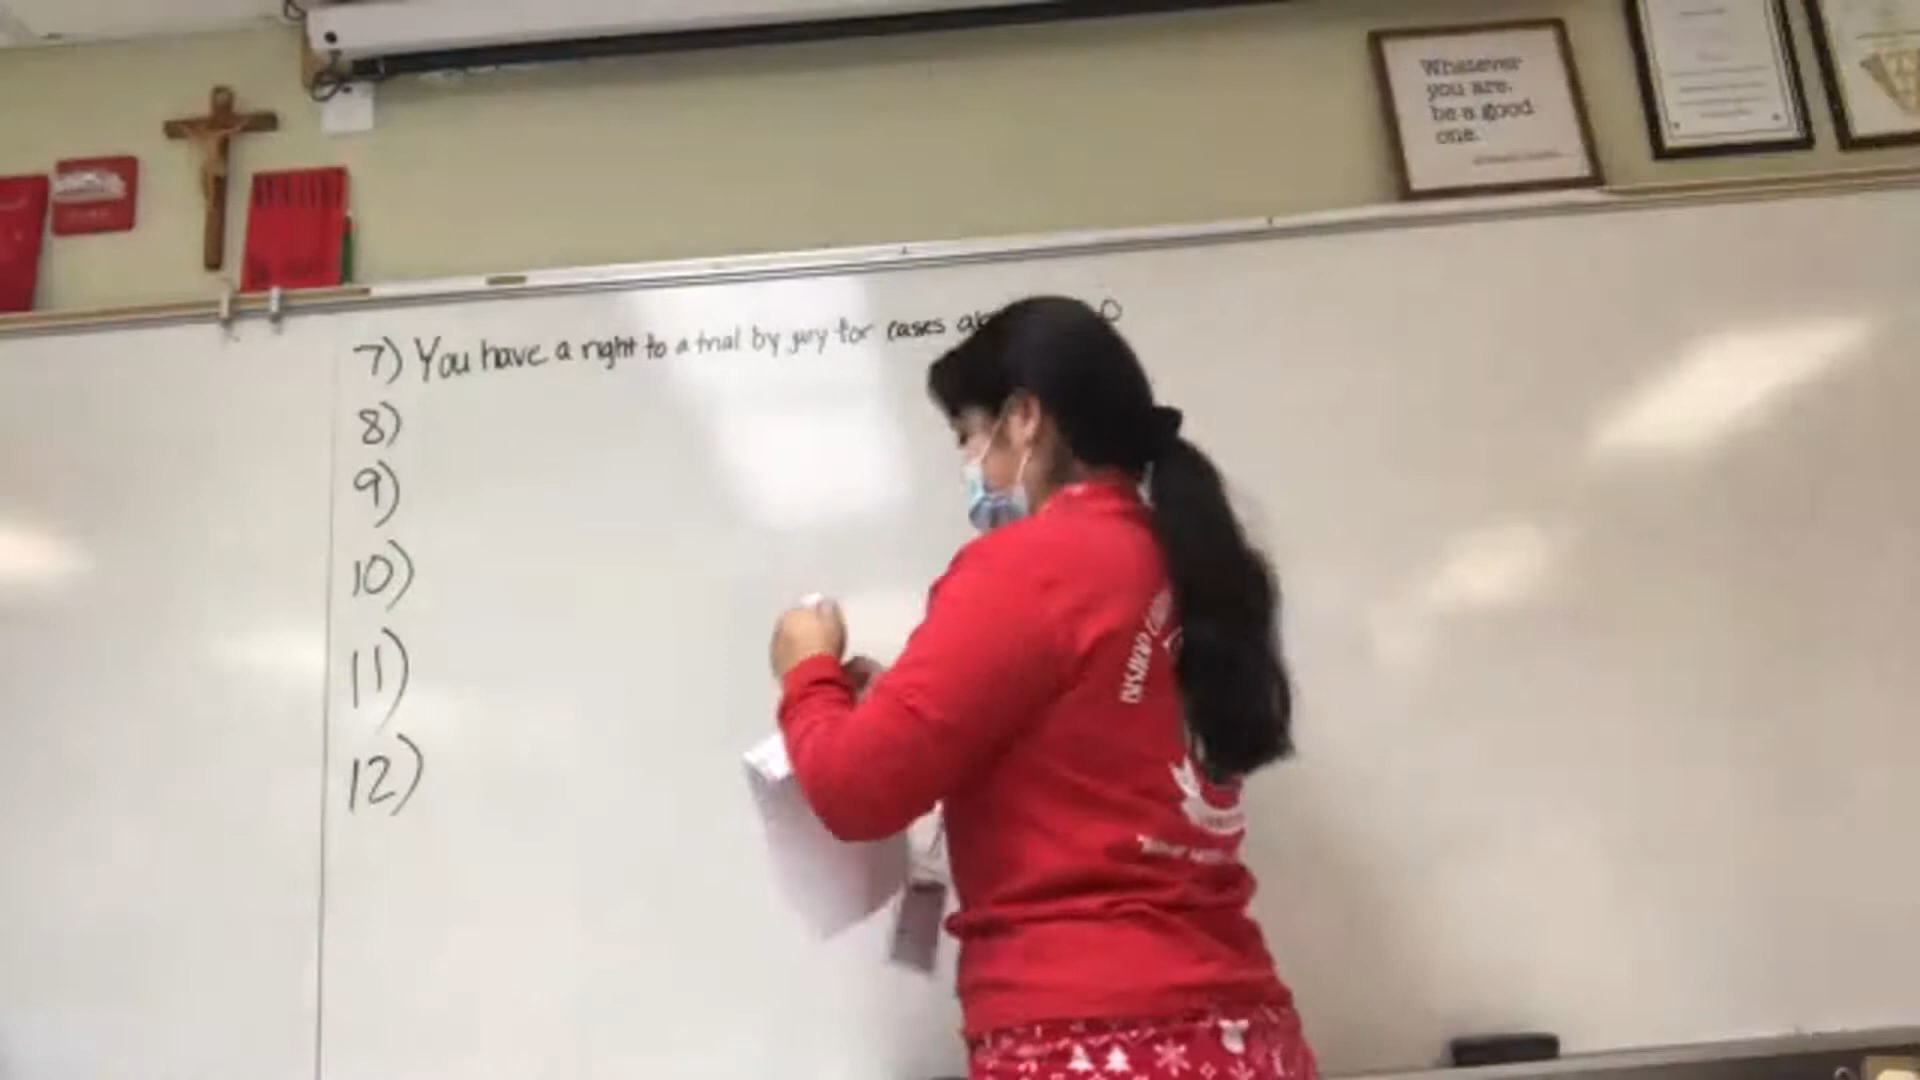 Whatever
you are,
be a good
one.
7) You have a right to a trial by jury for cases
8)
9)
10)
11)
12)